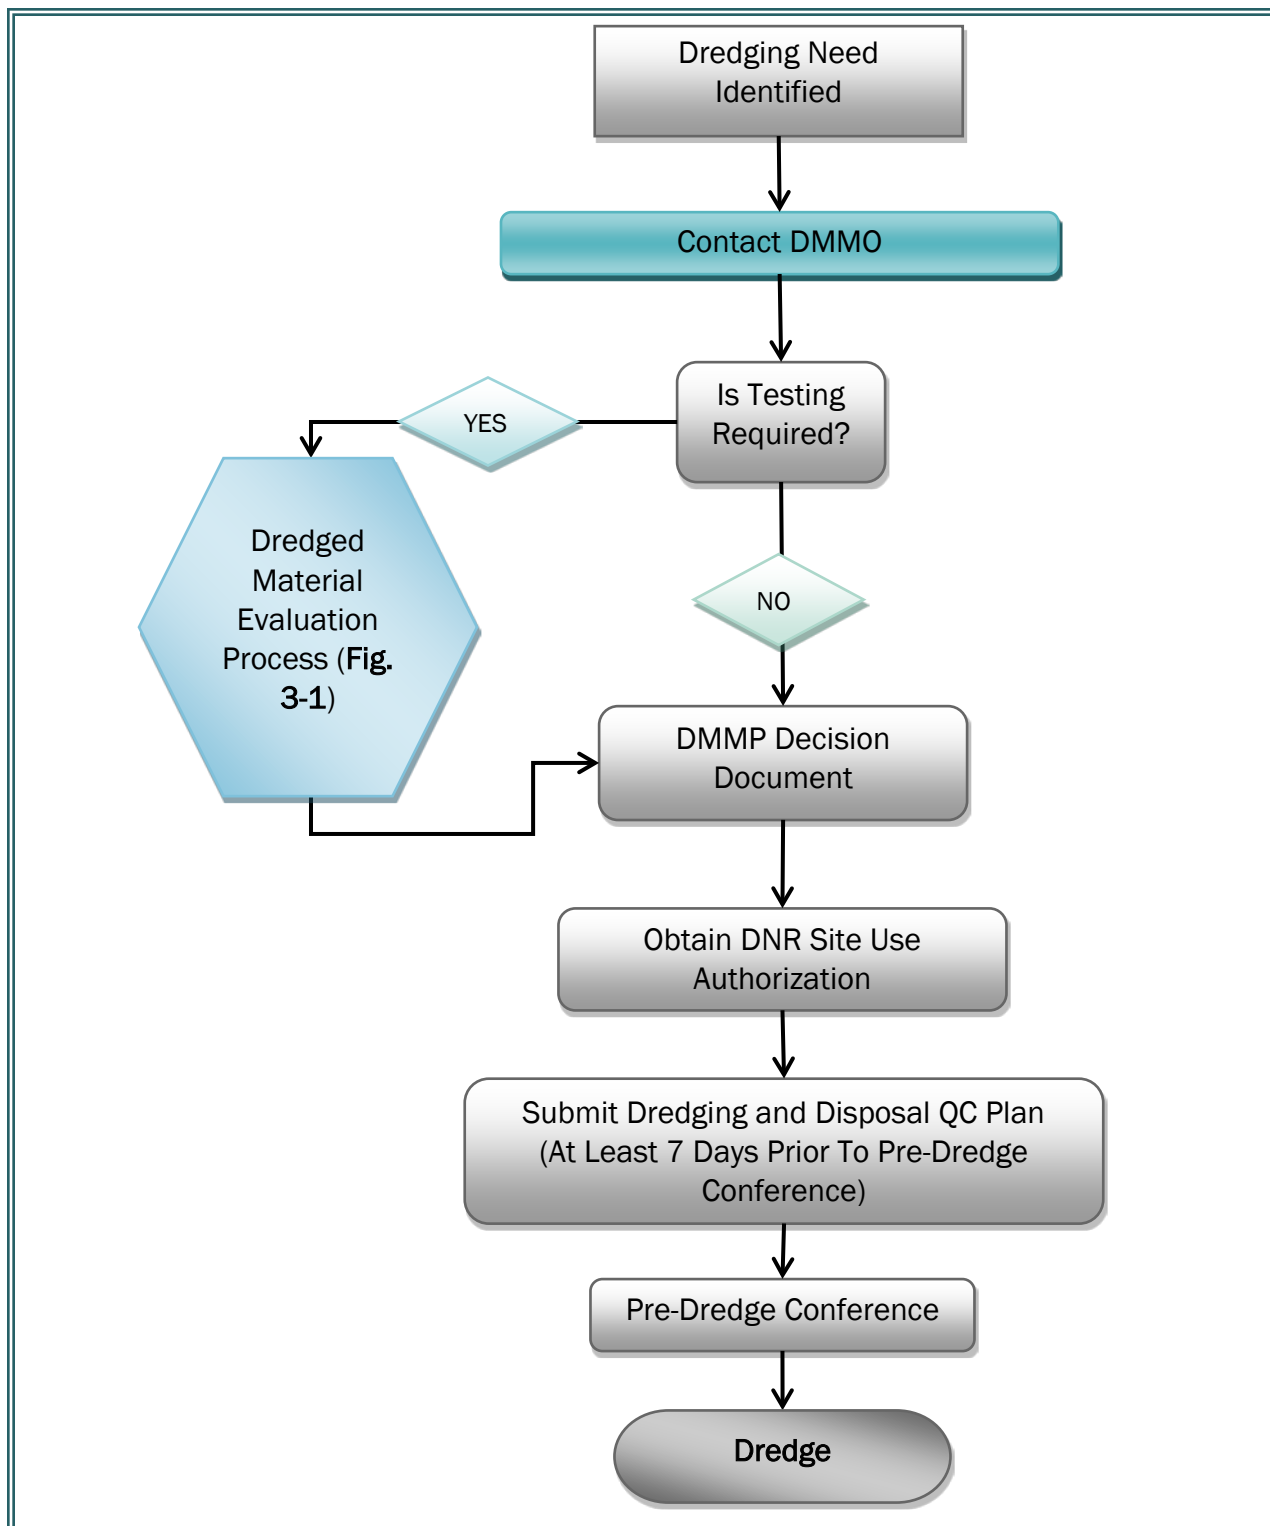 Dredging Need
Identified
Contact DMMO
Is Testing
Required?
YES
Dredged
Material
Evaluation
Process (Fig.
3-1)
NO
DMMP Decision
Document
Obtain DNR Site Use
Authorization
Submit Dredging and Disposal QC Plan
(At Least 7 Days Prior To Pre-Dredge
Conference)
Pre-Dredge Conference
Dredge